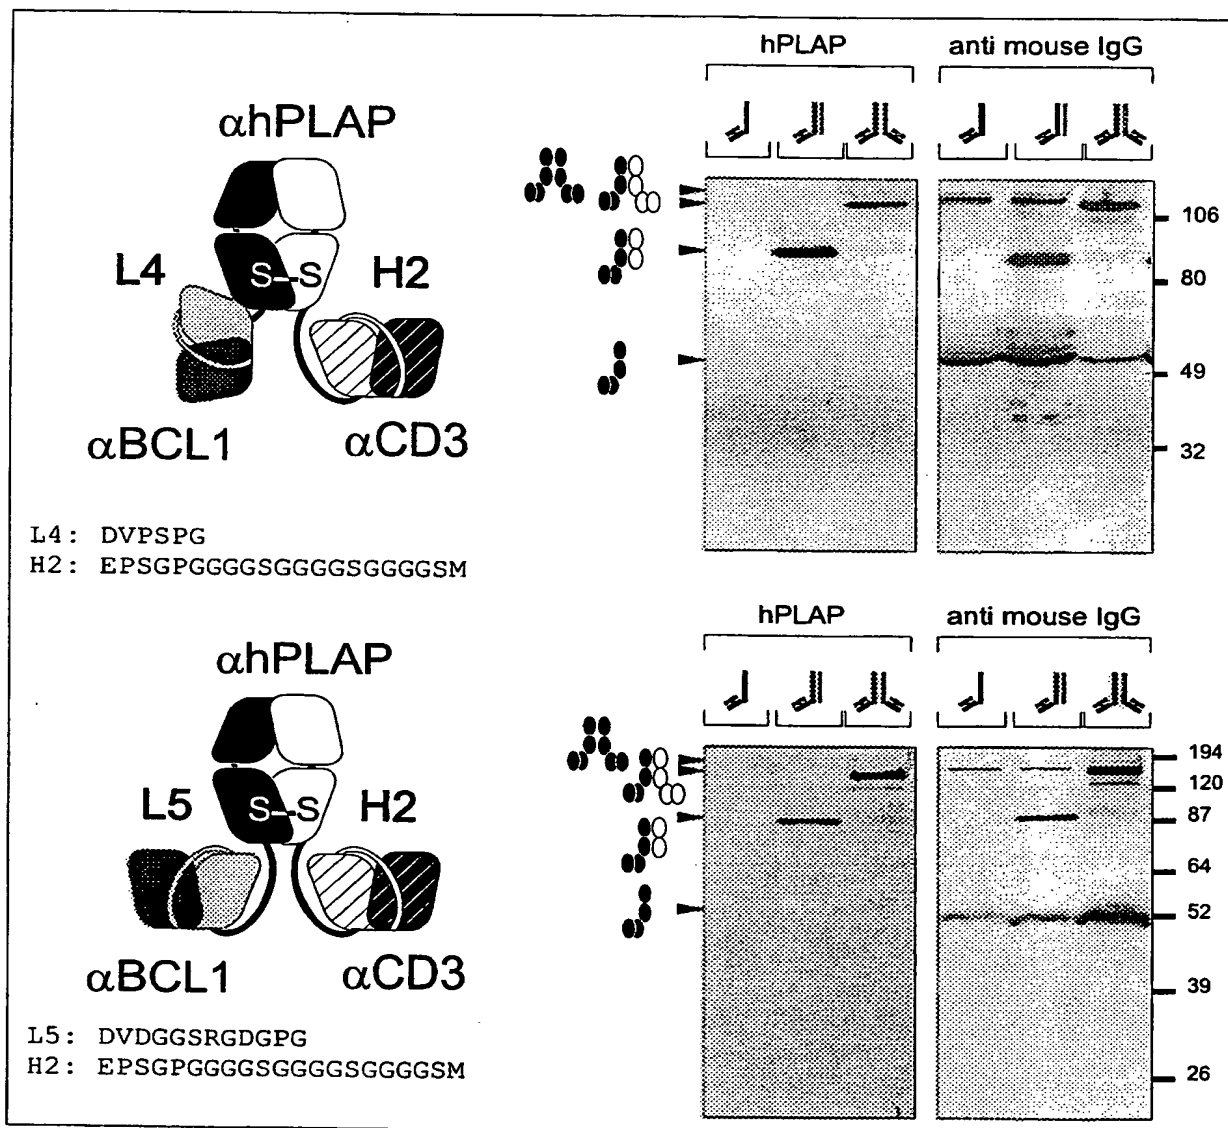 hPLAP
anti mouse IgG
αhPLAP
L4
S--S
H2
αBCL1
αCD3
106
80
49
32
L4: DVPSPG
H2: EPSGPGGGGSGGGGSGGGGSM
hPLAP
anti mouse IgG
αhPLAP
L5
S--S
H2
αBCL1
αCD3
194
120
87
64
52
39
26
L5: DVDGGSRGDGPG
H2: EPSGPGGGGSGGGGSGGGGSM